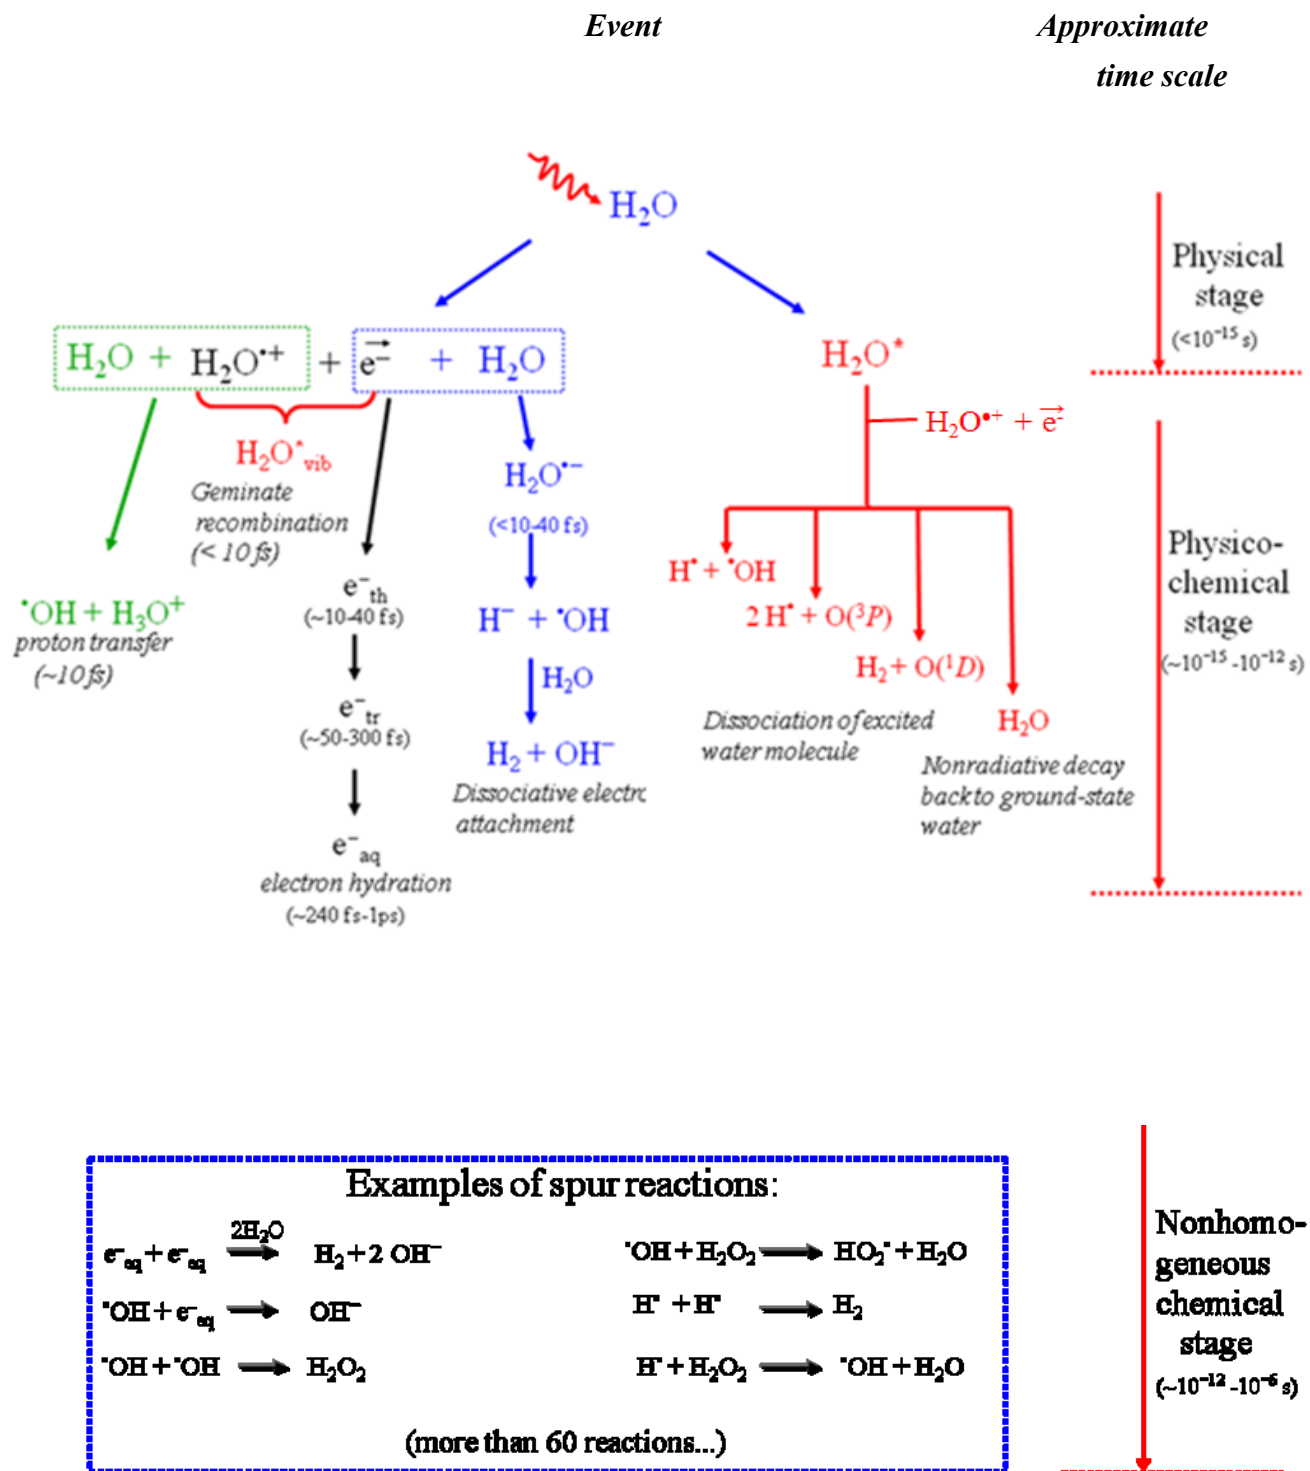 Event
Approximate
time scale
H₂O
Physical
stage
(<10⁻¹⁵ s)
H₂O + H₂O•⁺ + e⁻ + H₂O
H₂O*
H₂O•⁺ + e⁻
H₂O*vib
Geminate
recombination
(< 10 fs)
H₂O•⁻
(<10-40 fs)
Physico-
chemical
stage
(~10⁻¹⁵ -10⁻¹² s)
•OH + H₃O⁺
proton transfer
(~10 fs)
e⁻th
(~10-40 fs)
H⁻ + •OH
H₂O
H• + •OH
2 H• + O(³P)
H₂ + O(¹D)
H₂O
e⁻tr
(~50-300 fs)
H₂ + OH⁻
Dissociative electrc
attachment
Dissociation of excited
water molecule
Nonradiative decay
back to ground-state
water
e⁻aq
electron hydration
(~240 fs-1ps)
Examples of spur reactions:
e⁻aq + e⁻aq 2H₂O → H₂ + 2 OH⁻
•OH + H₂O₂ → HO₂• + H₂O
•OH + e⁻aq → OH⁻
H• + H• → H₂
•OH + •OH → H₂O₂
H• + H₂O₂ → •OH + H₂O
(more than 60 reactions...)
Nonhomo-
geneous
chemical
stage
(~10⁻¹² -10⁻⁶ s)